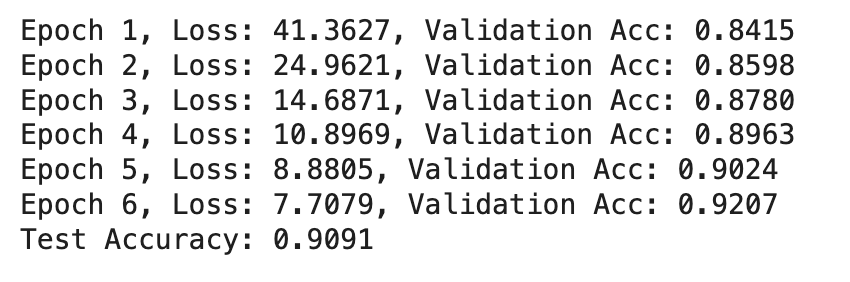 Epoch 1, Loss: 41.3627, Validation Acc: 0.8415
Epoch 2, Loss: 24.9621, Validation Acc: 0.8598
Epoch 3, Loss: 14.6871, Validation Acc: 0.8780
Epoch 4, Loss: 10.8969, Validation Acc: 0.8963
Epoch 5, Loss: 8.8805, Validation Acc: 0.9024
Epoch 6, Loss: 7.7079, Validation Acc: 0.9207
Test Accuracy: 0.9091